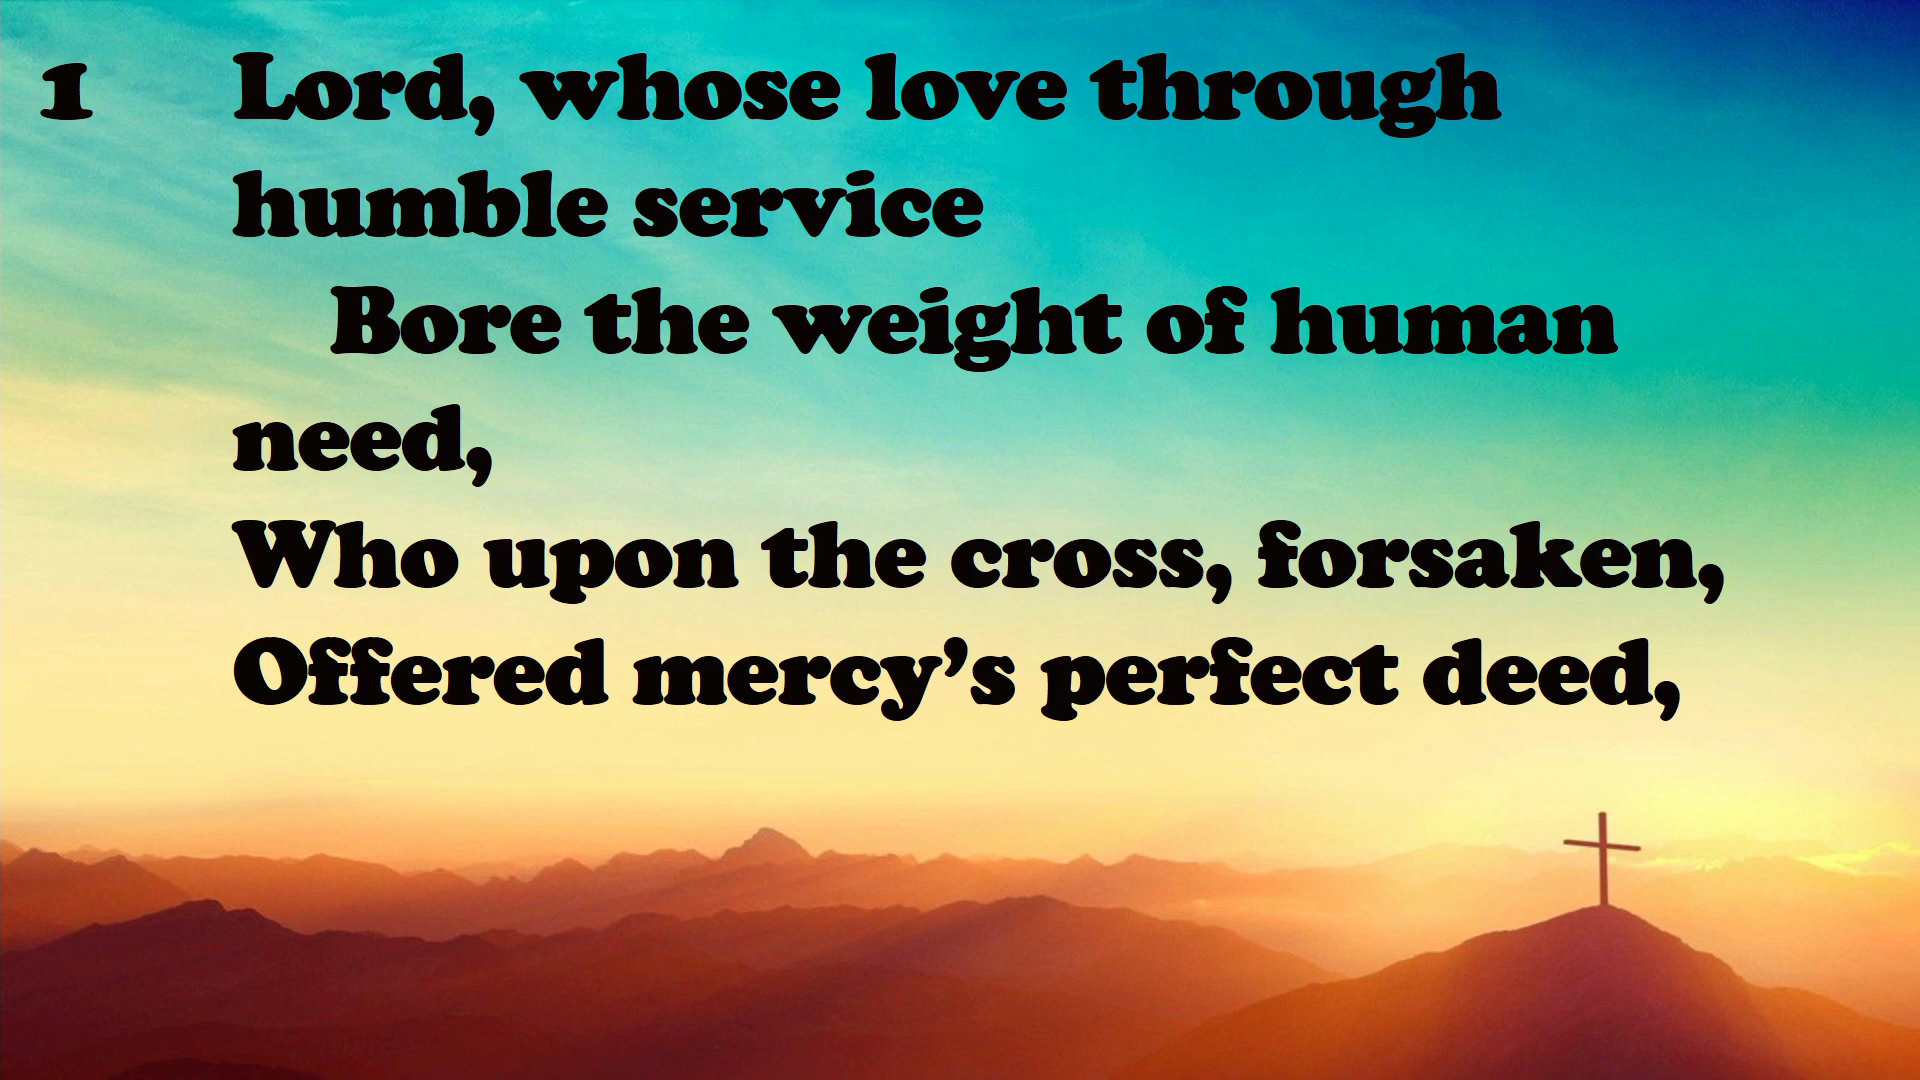 1 Lord, whose love through
humble service
Bore the weight of human
need,
Who upon the cross, forsaken,
Offered mercy’s perfect deed,